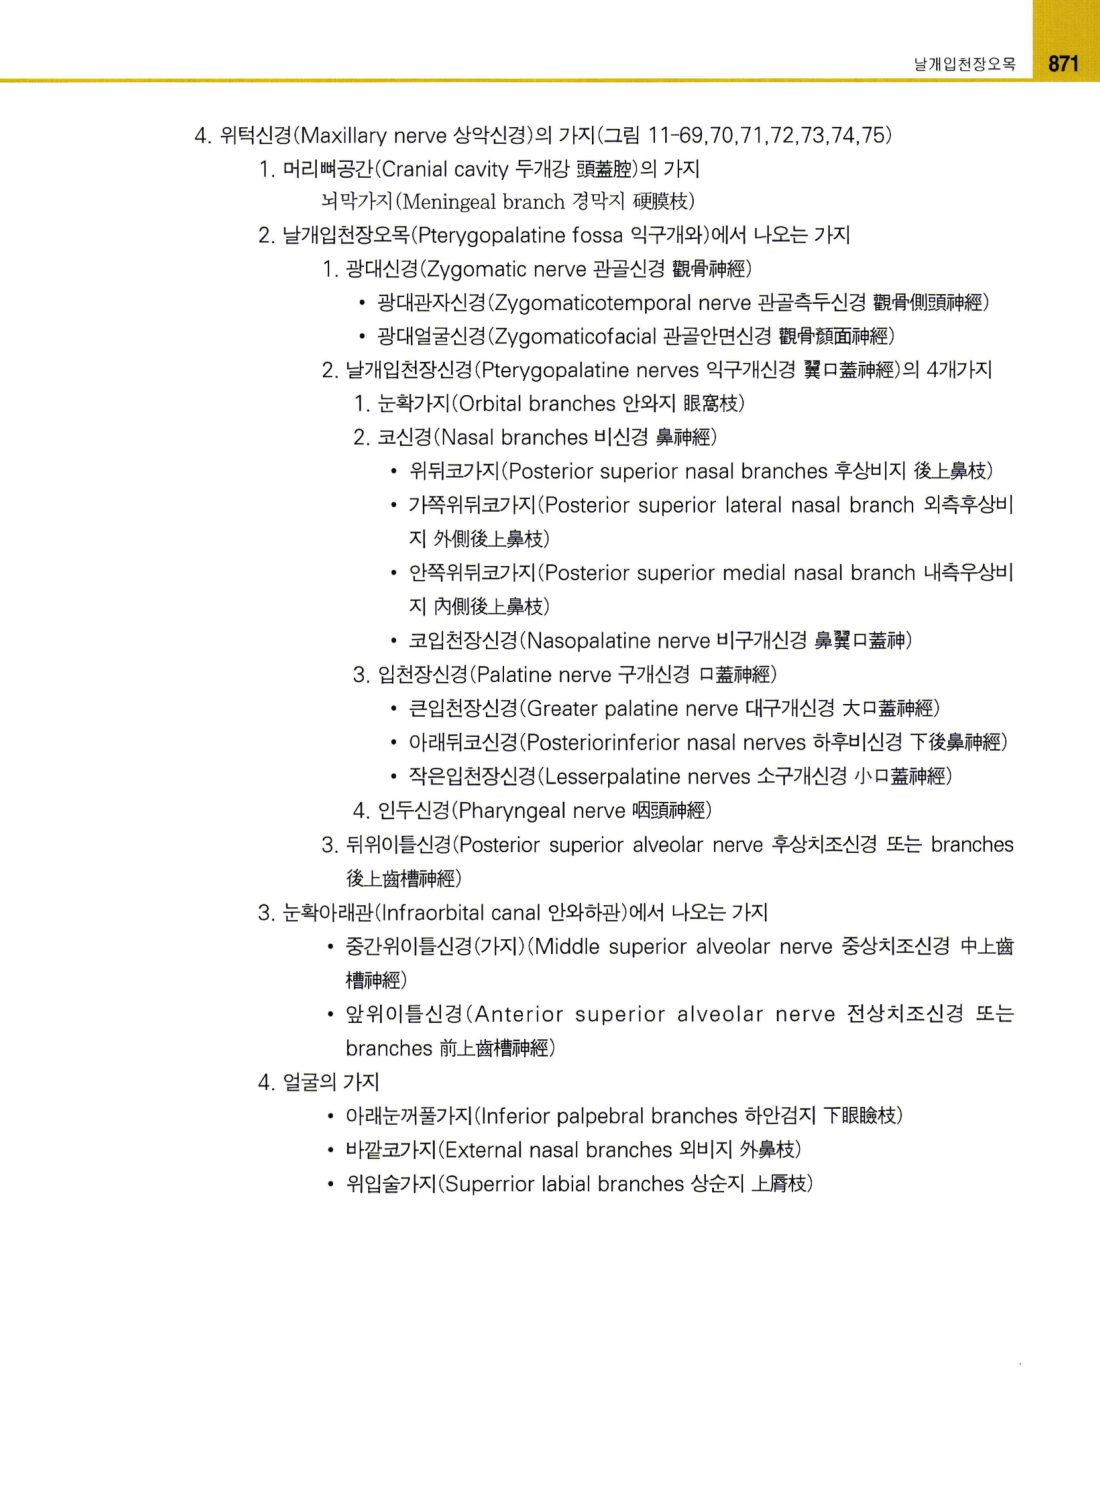 날개입천장오목 871
4. 위턱신경(Maxillary nerve 상악신경)의 가지(그림 11-69,70,71,72,73,74,75)
1. 머리뼈공간(Cranial cavity 두개강 頭蓋腔)의 가지
뇌막가지(Meningeal branch 경막지 硬膜枝)
2. 날개입천장오목(Pterygopalatine fossa 익구개와)에서 나오는 가지
1. 광대신경(Zygomatic nerve 관골신경 觀骨神經)
• 광대관자신경(Zygomaticotemporal nerve 관골측두신경 觀骨側頭神經)
• 광대얼굴신경(Zygomaticofacial 관골안면신경 觀骨顏面神經)
2. 날개입천장신경(Pterygopalatine nerves 익구개신경 翼口蓋神經)의 4개가지
1. 눈확가지(Orbital branches 안와지 眼窩枝)
2. 코신경(Nasal branches 비신경 鼻神經)
• 위뒤코가지(Posterior superior nasal branches 후상비지 後上鼻枝)
• 가쪽위뒤코가지(Posterior superior lateral nasal branch 외측후상비
지 外側後上鼻枝)
• 안쪽위뒤코가지(Posterior superior medial nasal branch 내측우상비
지 內側後上鼻枝)
• 코입천장신경(Nasopalatine nerve 비구개신경 鼻翼口蓋神)
3. 입천장신경(Palatine nerve 구개신경 口蓋神經)
• 큰입천장신경(Greater palatine nerve 대구개신경 大口蓋神經)
• 아래뒤코신경(Posteriorinferior nasal nerves 하후비신경 下後鼻神經)
• 작은입천장신경(Lesserpalatine nerves 소구개신경 小口蓋神經)
4. 인두신경(Pharyngeal nerve 咽頭神經)
3. 뒤위이틀신경(Posterior superior alveolar nerve 후상치조신경 또는 branches
後上齒槽神經)
3. 눈확아래관(Infraorbital canal 안와하관)에서 나오는 가지
• 중간위이틀신경(가지)(Middle superior alveolar nerve 중상치조신경 中上齒
槽神經)
• 앞위이틀신경(Anterior superior alveolar nerve 전상치조신경 또는
branches 前上齒槽神經)
4. 얼굴의 가지
• 아래눈꺼풀가지(Inferior palpebral branches 하안검지 下眼瞼枝)
• 바깥코가지(External nasal branches 외비지 外鼻枝)
• 위입술가지(Superrior labial branches 상순지 上脣枝)